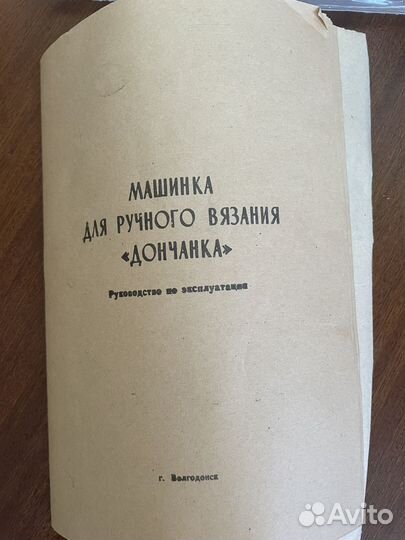 МАШИНКА
ДЛЯ РУЧНОГО ВЯЗАНИЯ
«ДОНЧАНКА»
Руководство по эксплуатации
г. Волгодонск
Avito